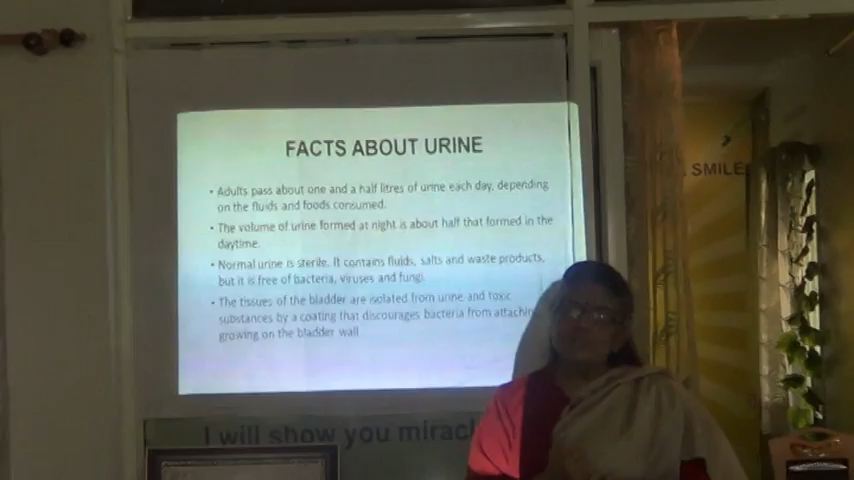 FACTS ABOUT URINE
• Adults pass about one and a half litres of urine each day, depending
on the fluids and foods consumed.
• The volume of urine formed at night is about half that formed in the
daytime.
• Normal urine is sterile. It contains fluids, salts and waste products,
but it is free of bacteria, viruses and fungi.
• The tissues of the bladder are isolated from urine and toxic
substances by a coating that discourages bacteria from
growing on the bladder wall
SMILE
I will show you